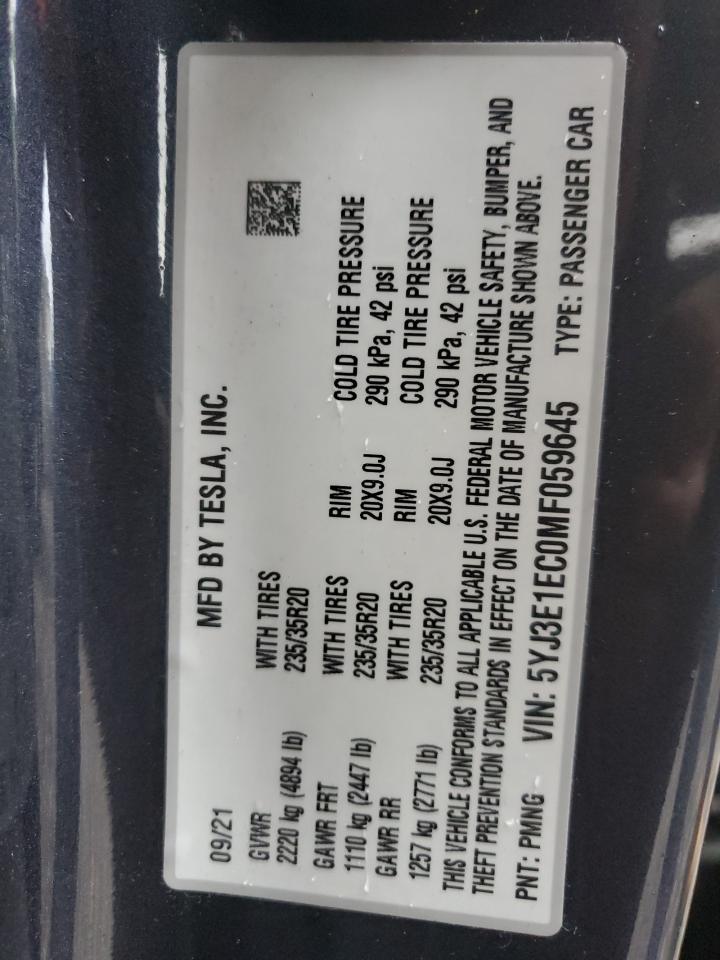 MFD BY TESLA, INC.
09/21
GVWR WITH TIRES
2220 kg (4894 lb) 235/35R20
GAWR FRT WITH TIRES RIM COLD TIRE PRESSURE
1110 kg (2447 lb) 235/35R20 20X9.0J 290 kPa, 42 psi
GAWR RR WITH TIRES RIM COLD TIRE PRESSURE
1257 kg (2771 lb) 235/35R20 20X9.0J 290 kPa, 42 psi
THIS VEHICLE CONFORMS TO ALL APPLICABLE U.S. FEDERAL MOTOR VEHICLE SAFETY, BUMPER, AND
THEFT PREVENTION STANDARDS IN EFFECT ON THE DATE OF MANUFACTURE SHOWN ABOVE.
PNT: PMNG VIN: 5YJ3E1EC0MF059645 TYPE: PASSENGER CAR